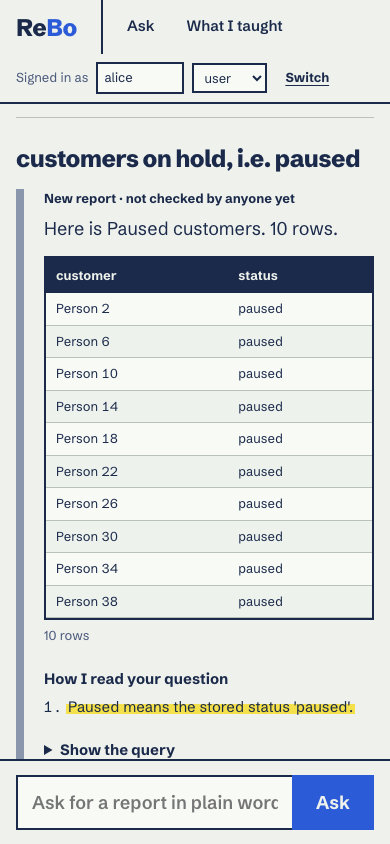 ReBo
Ask
What I taught
Signed in as
alice
user
Switch
customers on hold, i.e. paused
New report · not checked by anyone yet
Here is Paused customers. 10 rows.
customer status
Person 2 paused
Person 6 paused
Person 10 paused
Person 14 paused
Person 18 paused
Person 22 paused
Person 26 paused
Person 30 paused
Person 34 paused
Person 38 paused
10 rows
How I read your question
1. Paused means the stored status 'paused'.
Show the query
Ask for a report in plain
Ask